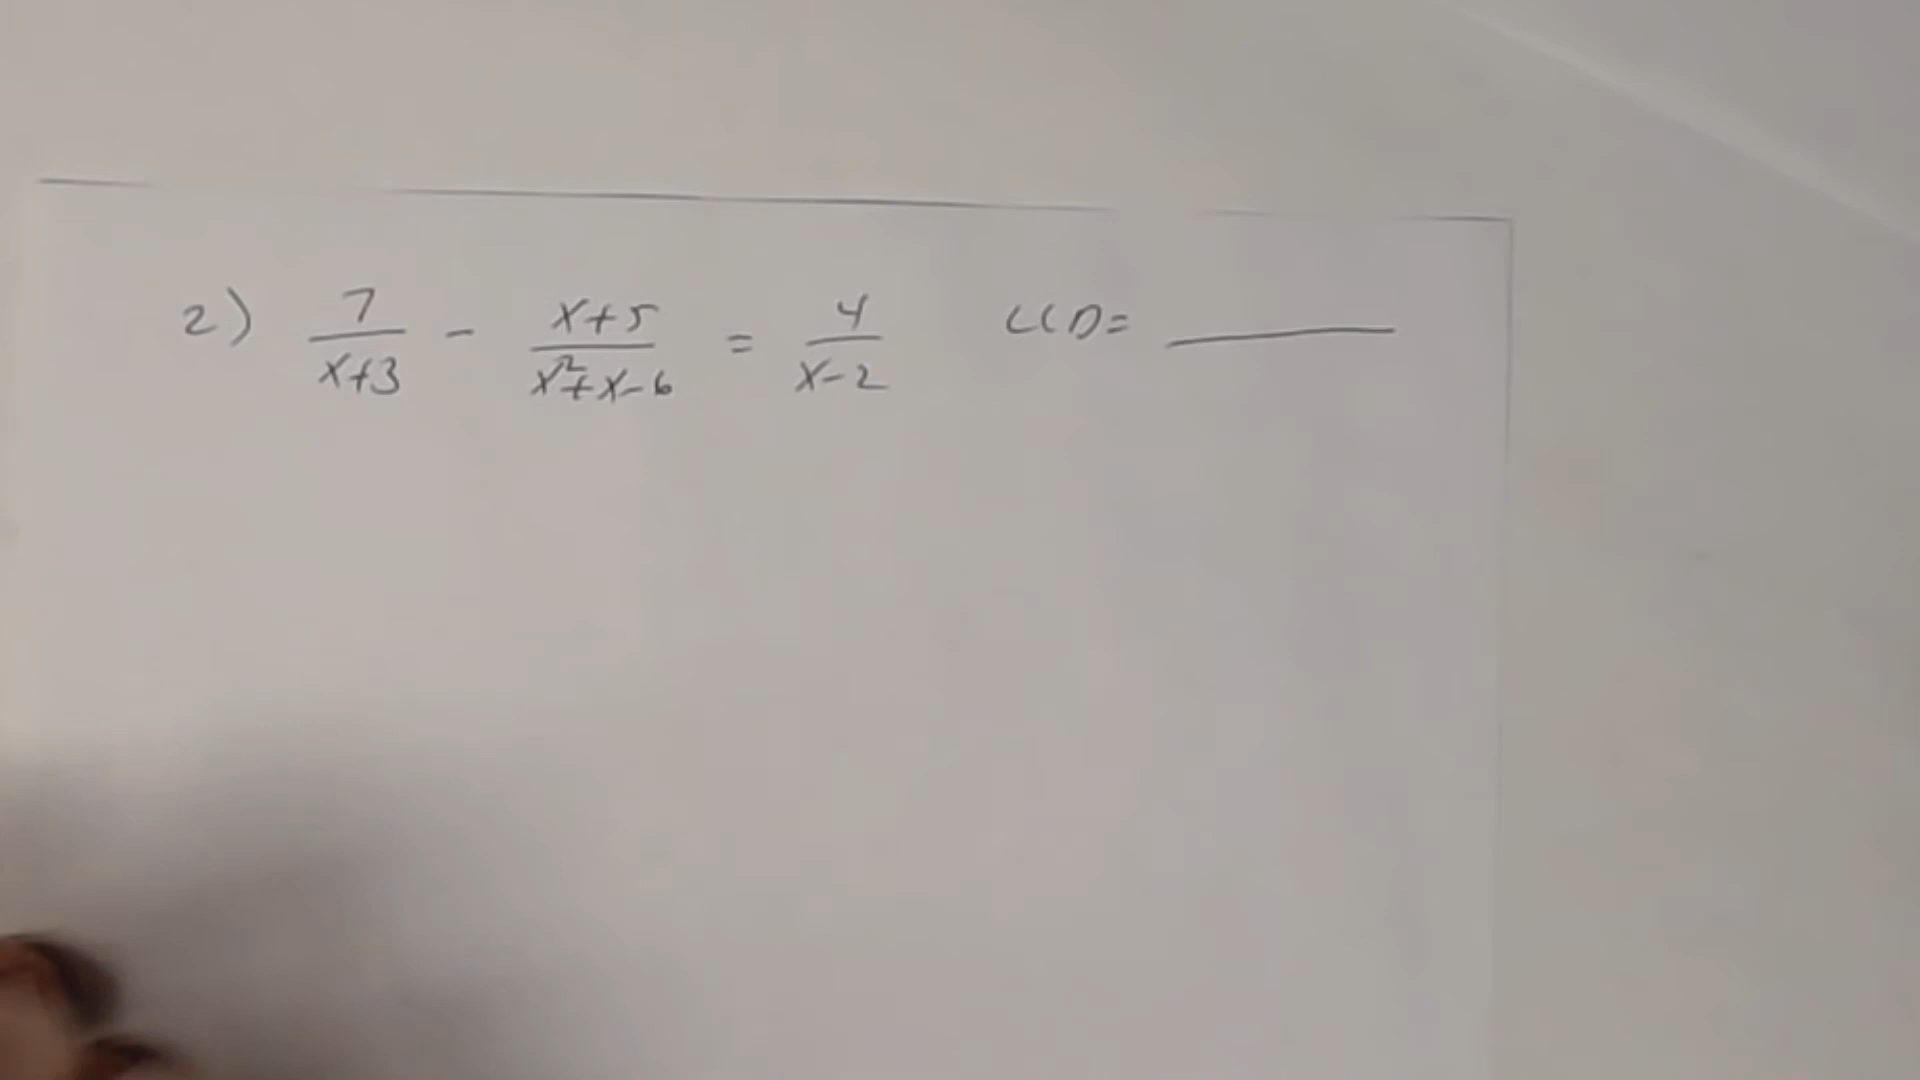 2) 7/(x+3) - (x+5)/(x²+x-6) = 4/(x-2) LCD= ______